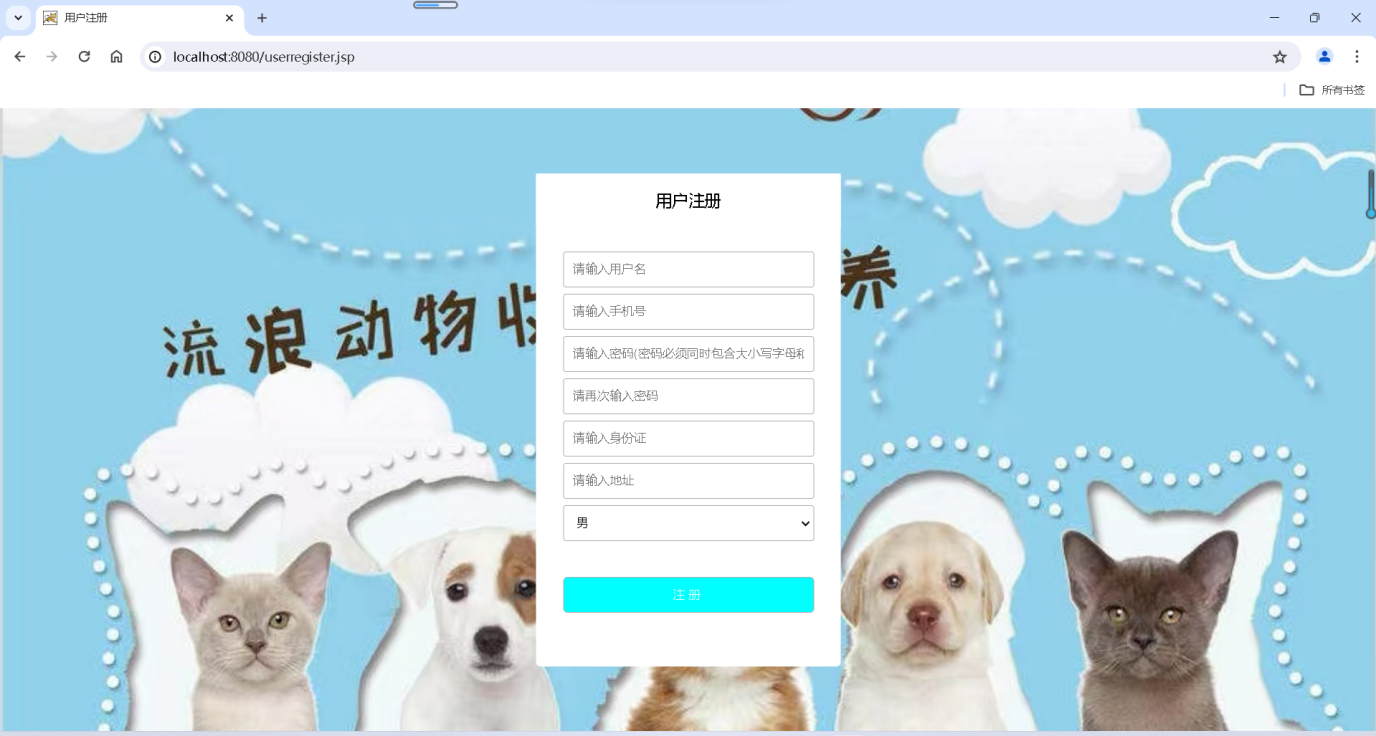 用户注册
localhost:8080/userregister.jsp
所有书签
用户注册
流浪动物收
养
请输入用户名
请输入手机号
请输入密码(密码必须同时包含大小写字母和
请再次输入密码
请输入身份证
请输入地址
男
注 册